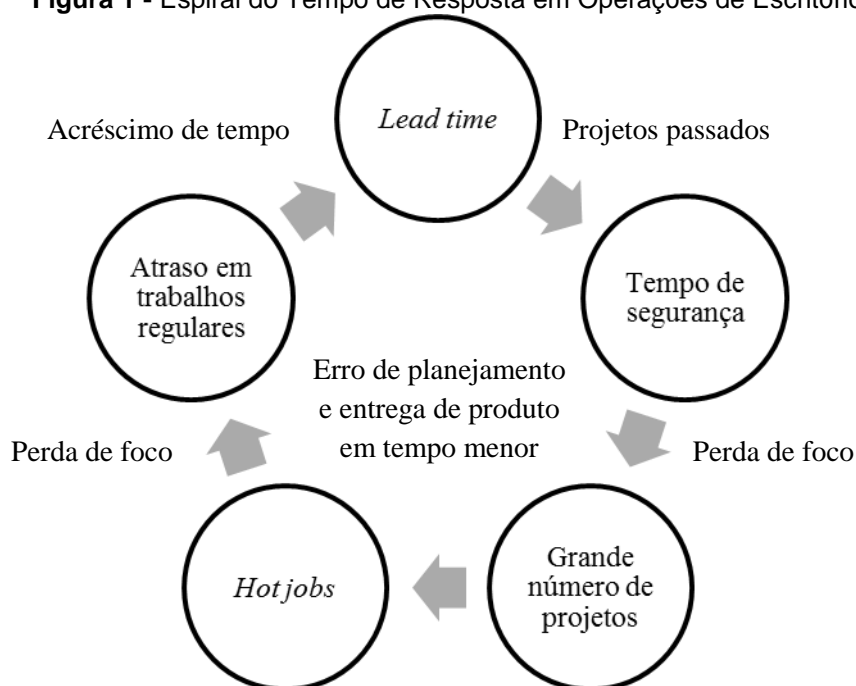 Figura 1 - Espiral do Tempo de Resposta em Operações de Escritório
Lead time
Acréscimo de tempo
Projetos passados
Atraso em
trabalhos
regulares
Tempo de
segurança
Erro de planejamento
e entrega de produto
em tempo menor
Perda de foco
Perda de foco
Hot jobs
Grande
número de
projetos